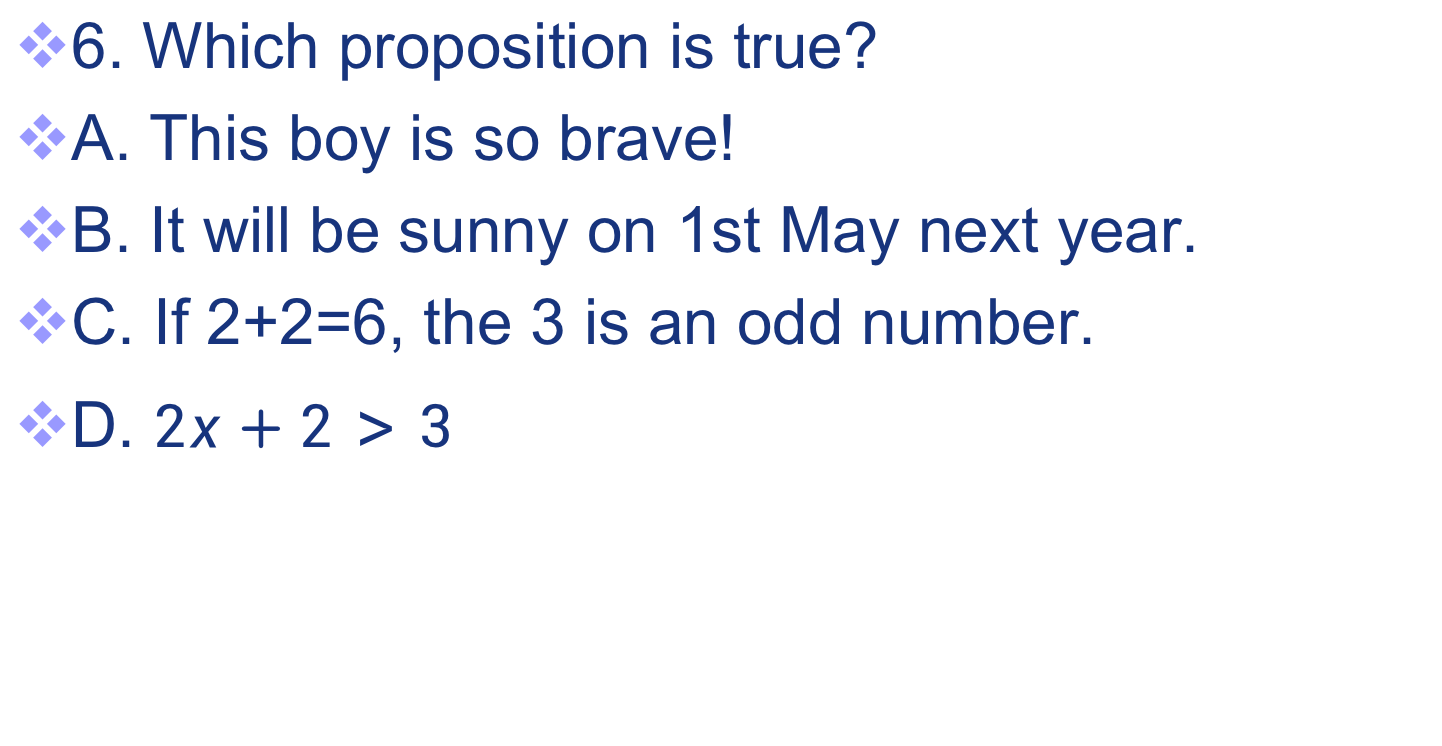 ❖6. Which proposition is true?
❖A. This boy is so brave!
❖B. It will be sunny on 1st May next year.
❖C. If 2+2=6, the 3 is an odd number.
❖D. 2x + 2 > 3